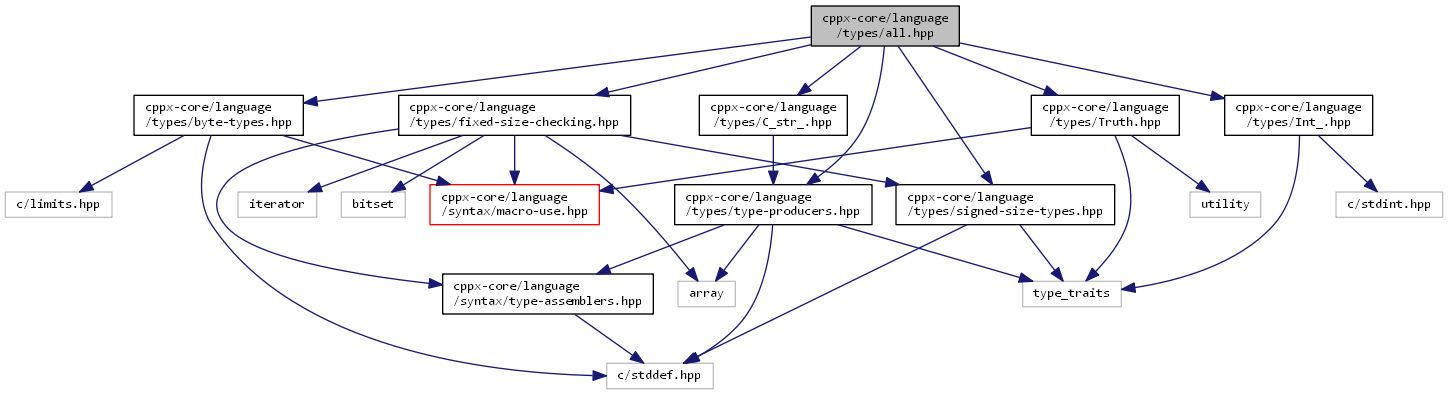 cppx-core/language
/types/all.hpp
cppx-core/language
/types/byte-types.hpp
cppx-core/language
/types/fixed-size-checking.hpp
cppx-core/language
/types/C_str_.hpp
cppx-core/language
/types/Truth.hpp
cppx-core/language
/types/Int_.hpp
c/limits.hpp
iterator
bitset
cppx-core/language
/syntax/macro-use.hpp
cppx-core/language
/types/type-producers.hpp
cppx-core/language
/types/signed-size-types.hpp
utility
c/stdint.hpp
cppx-core/language
/syntax/type-assemblers.hpp
array
type_traits
c/stddef.hpp